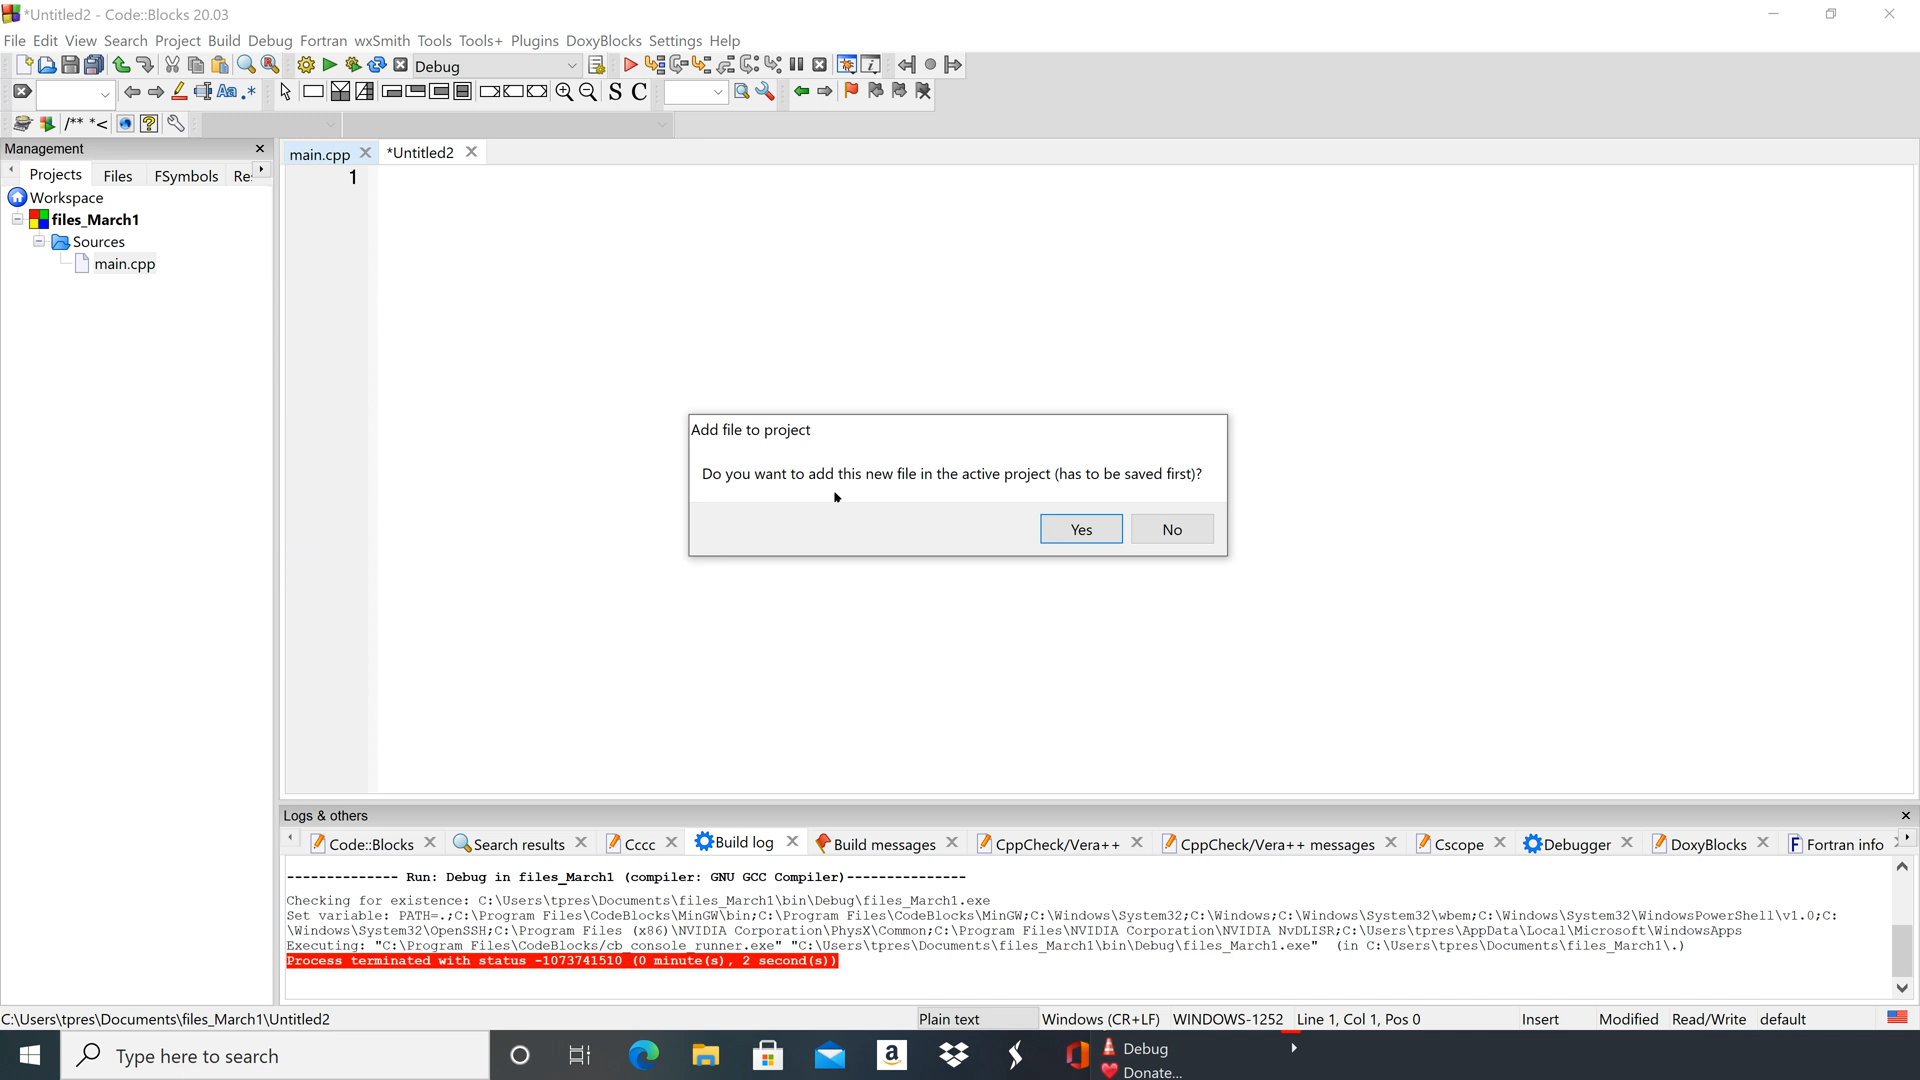 *Untitled2 - Code::Blocks 20.03
File Edit View Search Project Build Debug Fortran wxSmith Tools Tools+ Plugins DoxyBlocks Settings Help
Debug
Aa .*
S C
/** *<
Management
Projects Files FSymbols Re
main.cpp *Untitled2
1
Workspace
files_March1
Sources
main.cpp
Add file to project
Do you want to add this new file in the active project (has to be saved first)?
Yes No
Logs & others
Code::Blocks Search results Cccc Build log Build messages CppCheck/Vera++ CppCheck/Vera++ messages Cscope Debugger DoxyBlocks Fortran info
-------------- Run: Debug in files_March1 (compiler: GNU GCC Compiler)---------------
Checking for existence: C:\Users\tpres\Documents\files_March1\bin\Debug\files_March1.exe
Set variable: PATH=.;C:\Program Files\CodeBlocks\MinGW\bin;C:\Program Files\CodeBlocks\MinGW;C:\Windows\System32;C:\Windows;C:\Windows\System32\wbem;C:\Windows\System32\WindowsPowerShell\v1.0;C:
\Windows\System32\OpenSSH;C:\Program Files (x86)\NVIDIA Corporation\PhysX\Common;C:\Program Files\NVIDIA Corporation\NVIDIA NvDLISR;C:\Users\tpres\AppData\Local\Microsoft\WindowsApps
Executing: "C:\Program Files\CodeBlocks/cb_console_runner.exe" "C:\Users\tpres\Documents\files_March1\bin\Debug\files_March1.exe" (in C:\Users\tpres\Documents\files_March1\.)
Process terminated with status -1073741510 (0 minute(s), 2 second(s))
C:\Users\tpres\Documents\files_March1\Untitled2 Plain text Windows (CR+LF) WINDOWS-1252 Line 1, Col 1, Pos 0 Insert Modified Read/Write default
Type here to search
Debug
Donate...